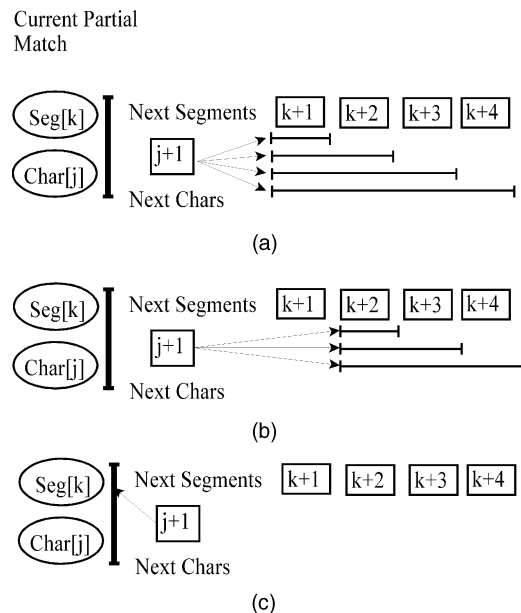 Current Partial
Match
Seg[k]
Next Segments
k+1
k+2
k+3
k+4
j+1
Char[j]
Next Chars
(a)
Seg[k]
Next Segments
k+1
k+2
k+3
k+4
j+1
Char[j]
Next Chars
(b)
Seg[k]
Next Segments
k+1
k+2
k+3
k+4
j+1
Char[j]
Next Chars
(c)